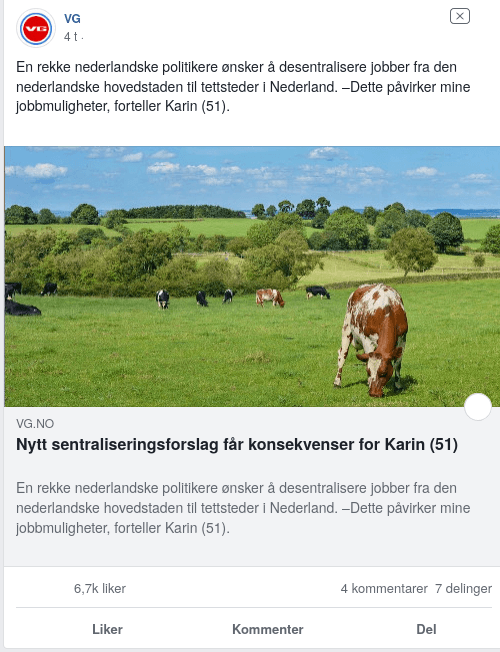 VG
VG
4 t ·
En rekke nederlandske politikere ønsker å desentralisere jobber fra den
nederlandske hovedstaden til tettsteder i Nederland. –Dette påvirker mine
jobbmuligheter, forteller Karin (51).
VG.NO
Nytt sentraliseringsforslag får konsekvenser for Karin (51)
En rekke nederlandske politikere ønsker å desentralisere jobber fra den
nederlandske hovedstaden til tettsteder i Nederland. –Dette påvirker mine
jobbmuligheter, forteller Karin (51).
6,7k liker
4 kommentarer 7 delinger
Liker Kommenter Del